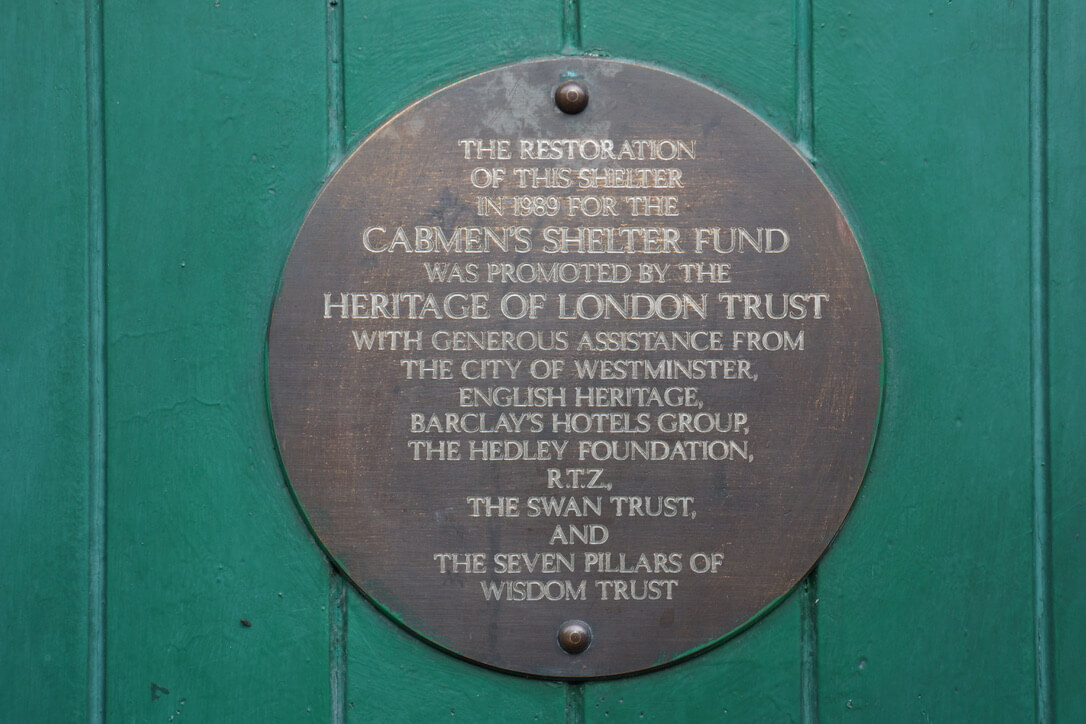 THE RESTORATION
OF THIS SHELTER
IN 1989 FOR THE
CABMEN'S SHELTER FUND
WAS PROMOTED BY THE
HERITAGE OF LONDON TRUST
WITH GENEROUS ASSISTANCE FROM
THE CITY OF WESTMINSTER,
ENGLISH HERITAGE,
BARCLAY'S HOTELS GROUP,
THE HEDLEY FOUNDATION,
R.T.Z.,
THE SWAN TRUST,
AND
THE SEVEN PILLARS OF
WISDOM TRUST